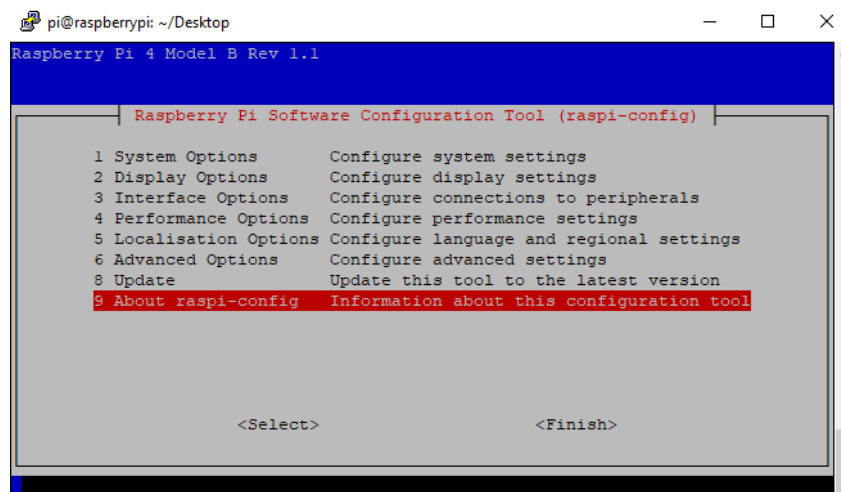 pi@raspberrypi: ~/Desktop
Raspberry Pi 4 Model B Rev 1.1
Raspberry Pi Software Configuration Tool (raspi-config)
1 System Options Configure system settings
2 Display Options Configure display settings
3 Interface Options Configure connections to peripherals
4 Performance Options Configure performance settings
5 Localisation Options Configure language and regional settings
6 Advanced Options Configure advanced settings
8 Update Update this tool to the latest version
9 About raspi-config Information about this configuration tool
<Select> <Finish>